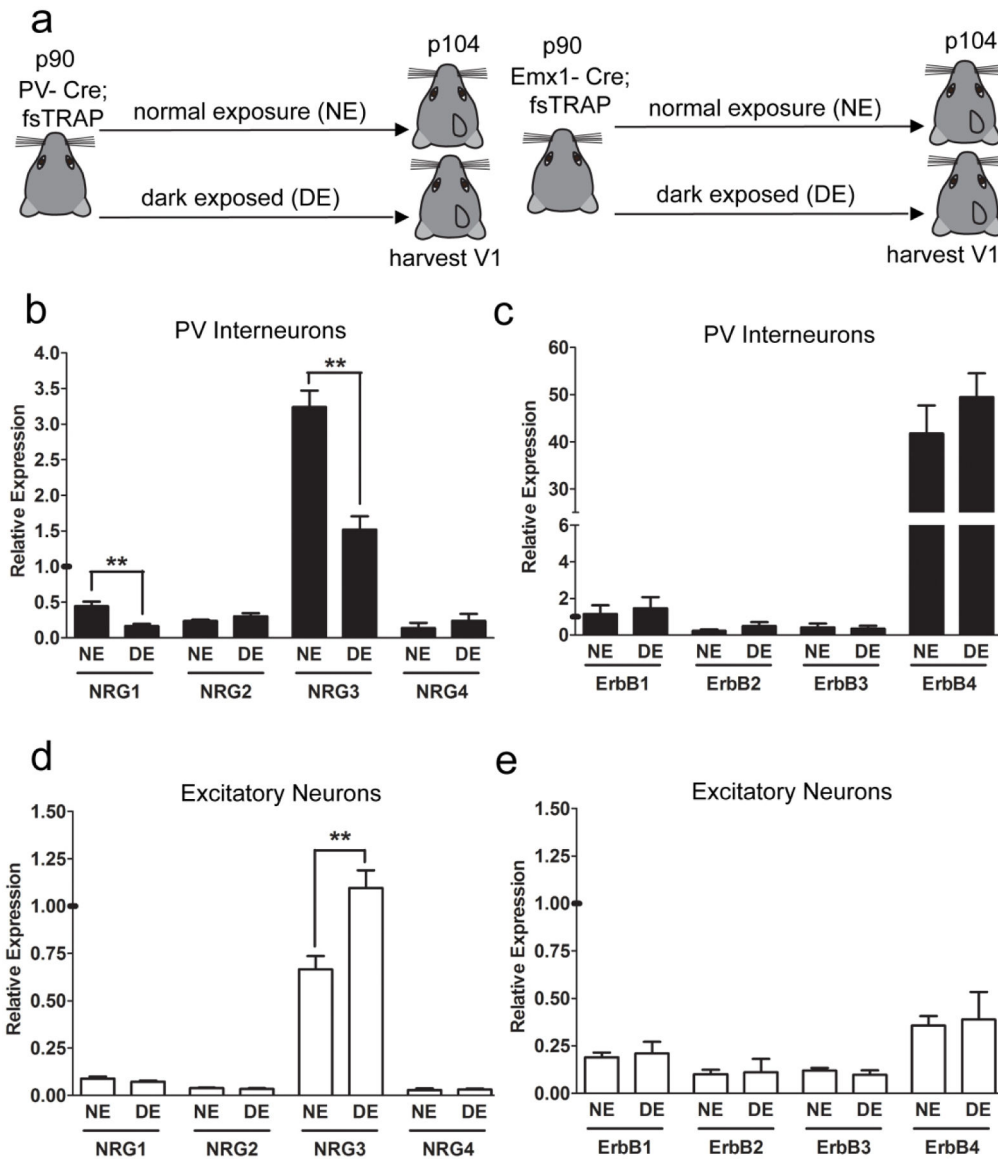 a
p90
PV- Cre;
fsTRAP
normal exposure (NE)
dark exposed (DE)
p104
harvest V1
p90
Emx1- Cre;
fsTRAP
normal exposure (NE)
dark exposed (DE)
p104
harvest V1
b
PV Interneurons
Relative Expression
4.0
3.5
3.0
2.5
2.0
1.5
1.0
0.5
0.0
**
**
NE DE NE DE NE DE NE DE
NRG1 NRG2 NRG3 NRG4
c
PV Interneurons
Relative Expression
60
50
40
30
6
4
2
0
NE DE NE DE NE DE NE DE
ErbB1 ErbB2 ErbB3 ErbB4
d
Excitatory Neurons
Relative Expression
1.50
1.25
1.00
0.75
0.50
0.25
0.00
**
NE DE NE DE NE DE NE DE
NRG1 NRG2 NRG3 NRG4
e
Excitatory Neurons
Relative Expression
1.50
1.25
1.00
0.75
0.50
0.25
0.00
NE DE NE DE NE DE NE DE
ErbB1 ErbB2 ErbB3 ErbB4